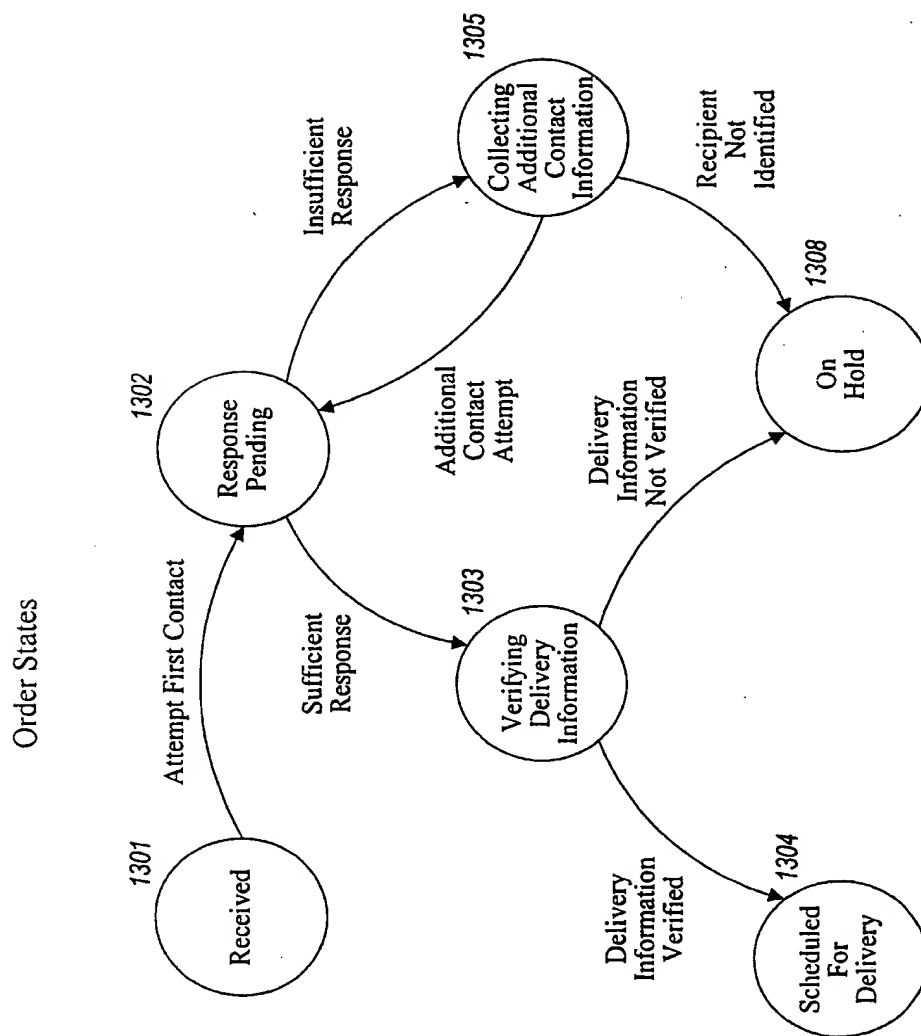 Order States
1301
Received
Attempt First Contact
1302
Response
Pending
Insufficient
Response
1305
Collecting
Additional
Contact
Information
Sufficient
Response
Additional
Contact
Attempt
Recipient
Not
Identified
1303
Verifying
Delivery
Information
Delivery
Information
Not Verified
1308
On
Hold
Delivery
Information
Verified
1304
Scheduled
For
Delivery